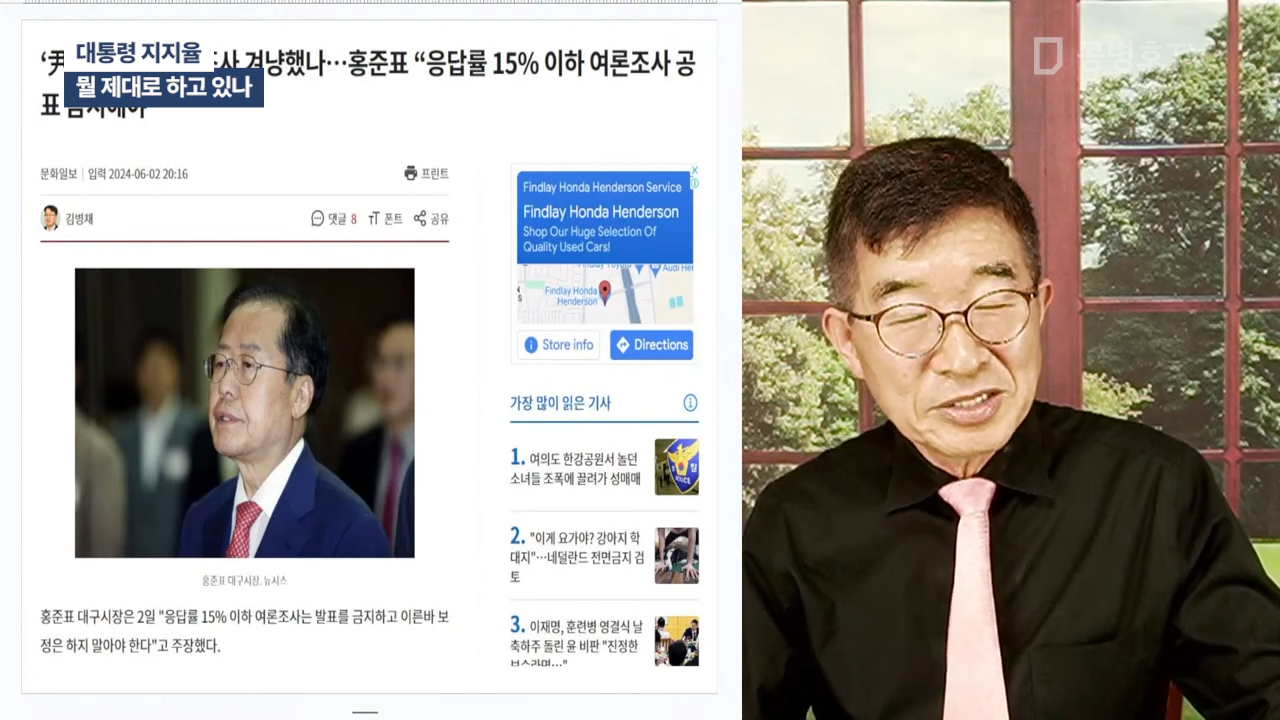 대통령 지지율
뭘 제대로 하고 있나
겨냥했나…홍준표 “응답률 15% 이하 여론조사 공
표
문화일보 | 입력 2024-06-02 20:16
프린트
김병채
댓글 8
폰트
공유
홍준표 대구시장. 뉴시스
홍준표 대구시장은 2일 "응답률 15% 이하 여론조사는 발표를 금지하고 이른바 보
정은 하지 말아야 한다"고 주장했다.
Findlay Honda Henderson Service
Findlay Honda Henderson
Shop Our Huge Selection Of
Quality Used Cars!
Findlay Toyota
Audi Her
Findlay Honda
Henderson
Store info
Directions
가장 많이 읽은 기사
1. 여의도 한강공원서 놀던
소녀들 조폭에 끌려가 성매매
2. "이게 요가야? 강아지 학
대지"…네덜란드 전면금지 검
토
3. 이재명, 훈련병 영결식 날
축하주 돌린 윤 비판 "진정한
보수라면…"
공병호